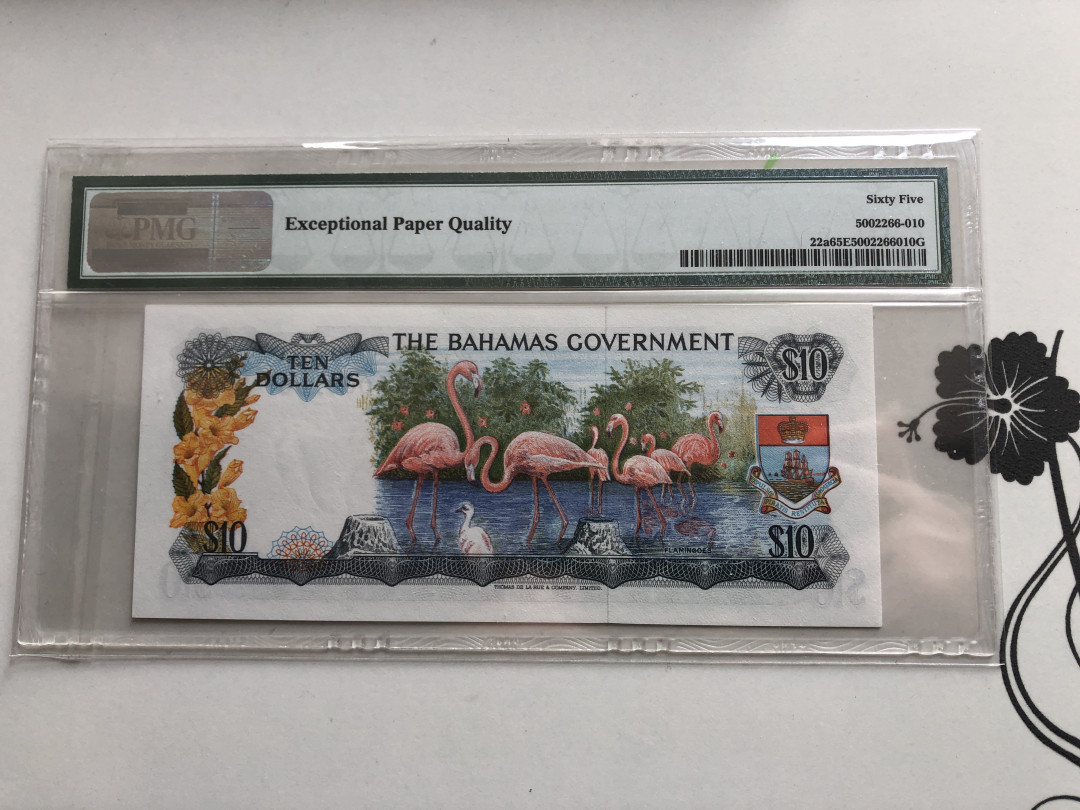 PMG
Exceptional Paper Quality
Sixty Five
5002266-010
22a65E5002266010G
THE BAHAMAS GOVERNMENT
TEN
DOLLARS
$10
$10
$10
FLAMINGOES
THOMAS DE LA RUE & COMPANY, LIMITED.